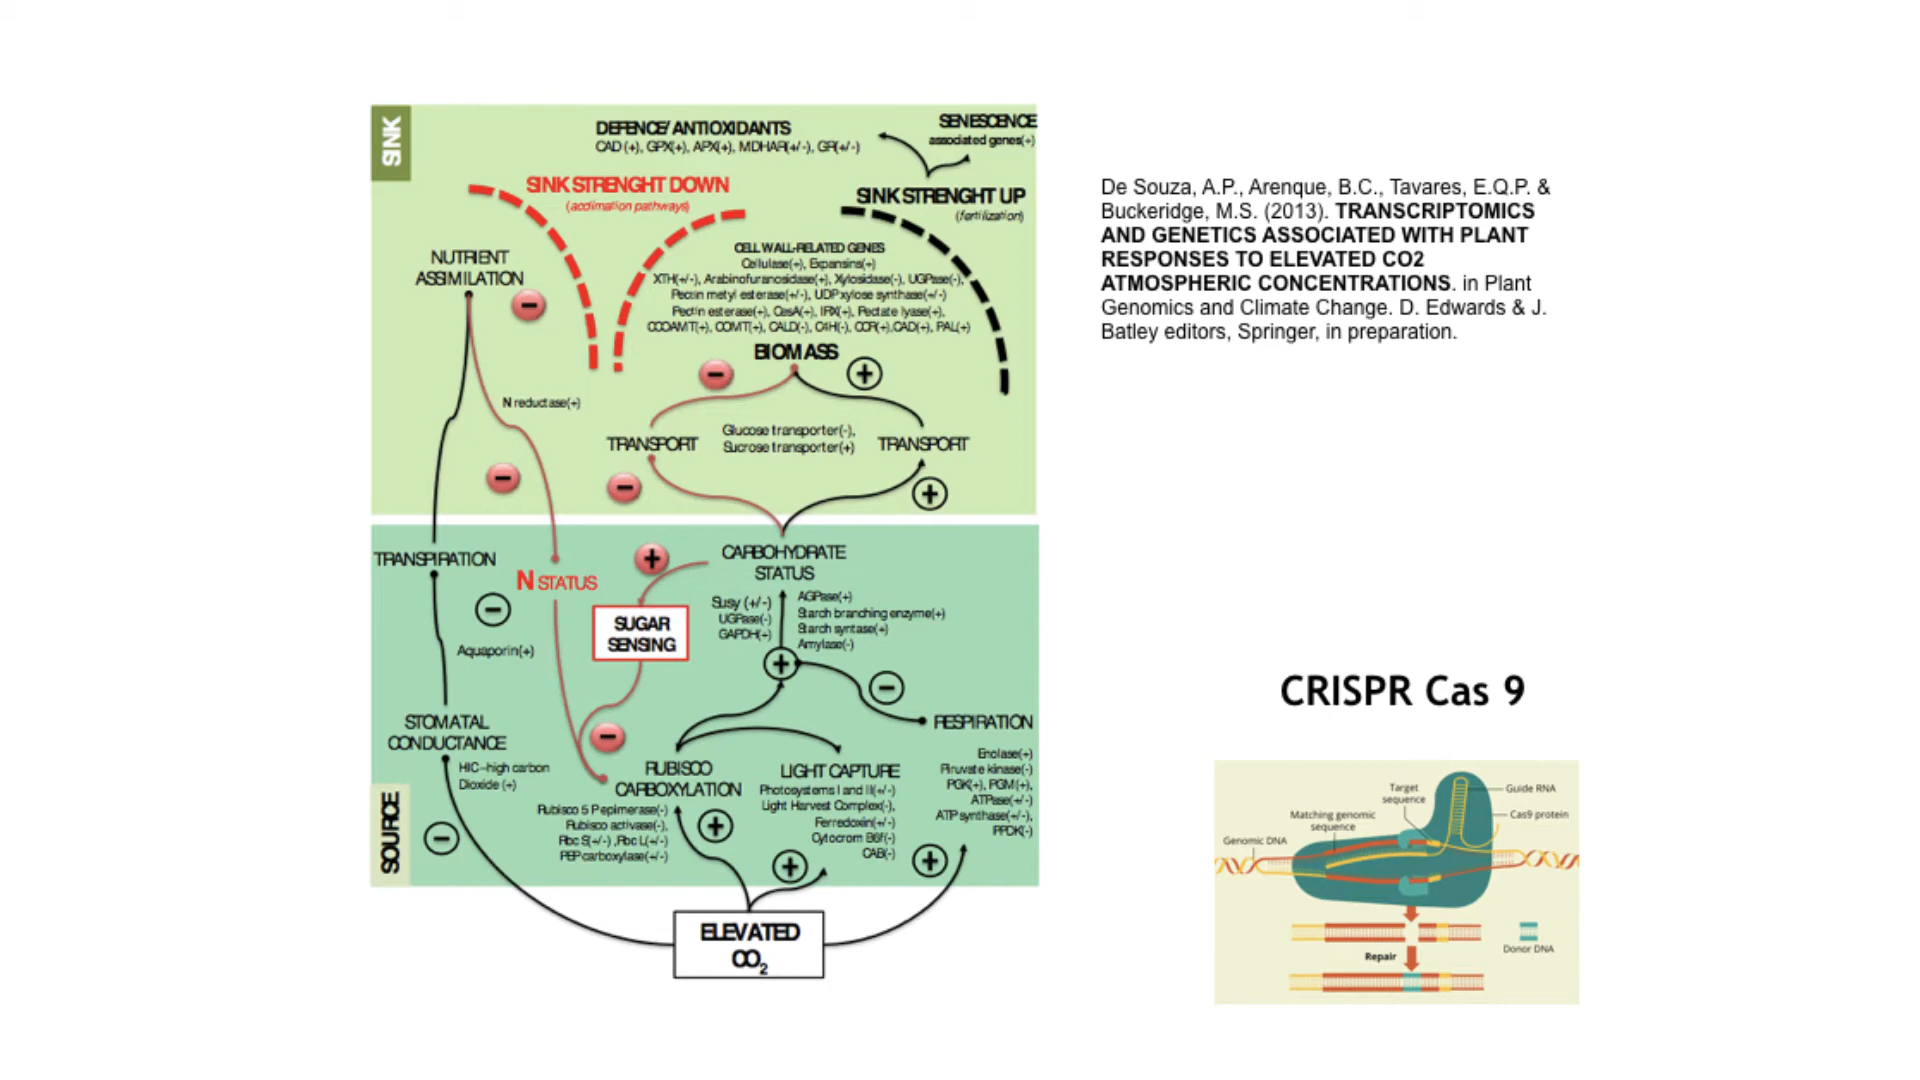 SINK
DEFENCE/ANTIOXIDANTS
CAD (+), GPX(+), APX(+), MDHAR(+/-), GR(+/-)
SENESCENCE
associated genes(+)
SINK STRENGHT DOWN
(acclimation pathways)
SINK STRENGHT UP
(fertilization)
NUTRIENT
ASSIMILATION
CELL WALL-RELATED GENES
Cellulase(+), Expansins(+)
XTH(+/-), Arabinofuranosidase(+), Xylosidase(-), UGPase(-),
Pectin metyl esterase(+/-), UDP xylose synthase(+/-)
Pectin esterase(+), CesA(+), IRX(+), Pectate lyase(+),
CCOAMT(+), COMT(+), CALD(-), C4H(-), CCR(+),CAD(+), PAL(+)
BIOMASS
−
−
+
N reductase(+)
TRANSPORT
Glucose transporter(-),
Sucrose transporter(+)
TRANSPORT
−
−
+
TRANSPIRATION
N STATUS
+
CARBOHYDRATE
STATUS
−
Aquaporin(+)
SUGAR
SENSING
Susy (+/-)
UGPase(-)
GAPDH(+)
AGPase(+)
Starch branching enzyme(+)
Starch syntase(+)
Amylase(-)
+
−
STOMATAL
CONDUCTANCE
HIC–high carbon
Dioxide (+)
−
RUBISCO
CARBOXYLATION
Rubisco 5 P epimerase(-)
Rubisco activase(-),
Rbc S(+/-) ,Rbc L(+/-)
PEP carboxylase(+/-)
LIGHT CAPTURE
Photosystems I and II(+/-)
Light Harvest Complex(-),
Ferredoxin(+/-)
Cytocrom B6f(-)
CAB(-)
RESPIRATION
Enolase(+)
Piruvate kinase(-)
PGK(+), PGM(+),
ATPase(+/-)
ATP synthase(+/-),
PPDK(-)
SOURCE
−
+
+
+
ELEVATED
CO2
De Souza, A.P., Arenque, B.C., Tavares, E.Q.P. &
Buckeridge, M.S. (2013). TRANSCRIPTOMICS
AND GENETICS ASSOCIATED WITH PLANT
RESPONSES TO ELEVATED CO2
ATMOSPHERIC CONCENTRATIONS. in Plant
Genomics and Climate Change. D. Edwards & J.
Batley editors, Springer, in preparation.
CRISPR Cas 9
Target
sequence
Guide RNA
Matching genomic
sequence
Cas9 protein
Genomic DNA
Donor DNA
Repair